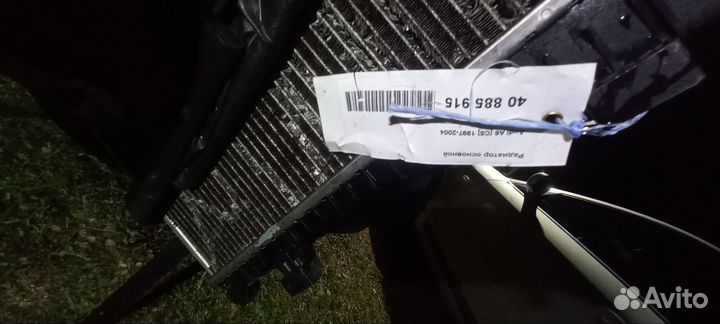 Радиатор основной
Audi A6 [C5] 1997-2004
40 885 915
Avito